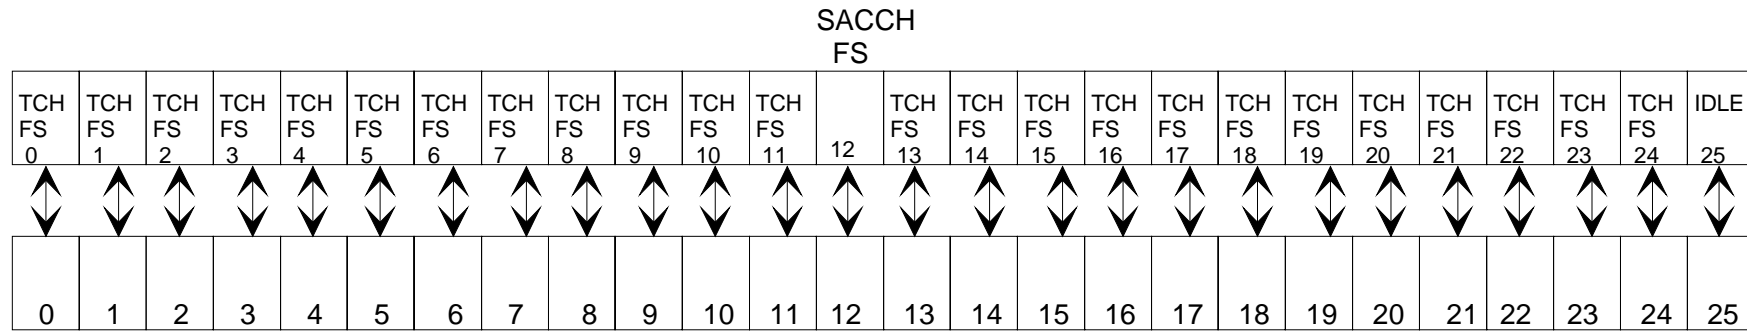 SACCH
FS
TCH TCH TCH TCH TCH TCH TCH TCH TCH TCH TCH TCH TCH TCH TCH TCH TCH TCH TCH TCH TCH TCH TCH TCH IDLE
FS FS FS FS FS FS FS FS FS FS FS FS FS FS FS FS FS FS FS FS FS FS FS FS
0 1 2 3 4 5 6 7 8 9 10 11 12 13 14 15 16 17 18 19 20 21 22 23 24 25
0 1 2 3 4 5 6 7 8 9 10 11 12 13 14 15 16 17 18 19 20 21 22 23 24 25